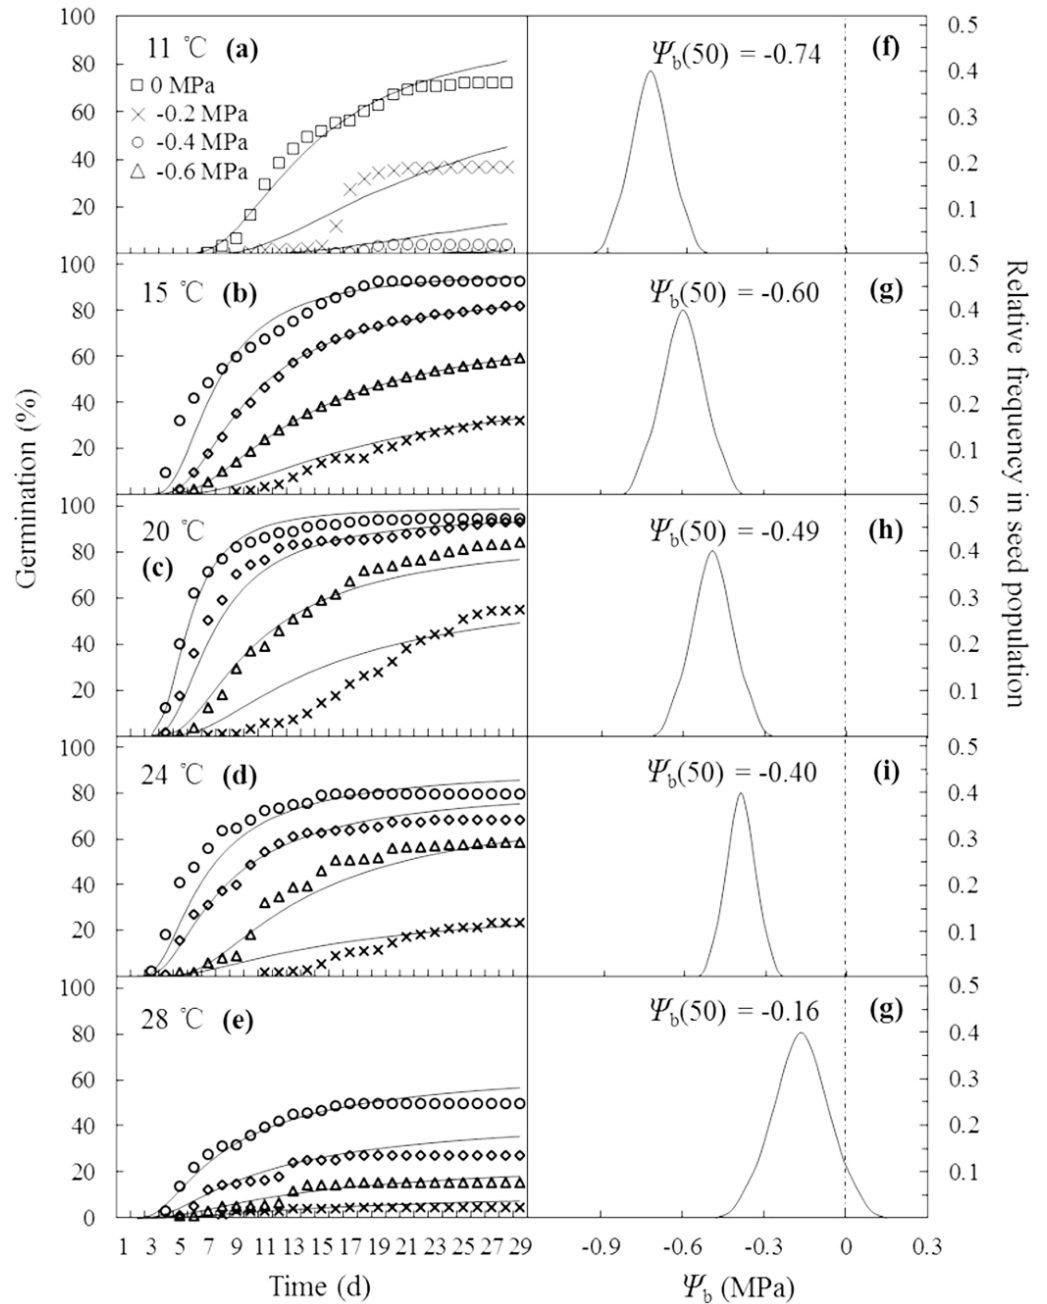 100
80
60
40
20
11 ℃ (a)
0 MPa
-0.2 MPa
-0.4 MPa
-0.6 MPa
Ψb(50) = -0.74
(f)
0.5
0.4
0.3
0.2
0.1
100
80
60
40
20
15 ℃ (b)
Ψb(50) = -0.60
(g)
0.5
0.4
0.3
0.2
0.1
100
80
60
40
20
20 ℃
(c)
Ψb(50) = -0.49
(h)
0.5
0.4
0.3
0.2
0.1
100
80
60
40
20
24 ℃ (d)
Ψb(50) = -0.40
(i)
0.5
0.4
0.3
0.2
0.1
100
80
60
40
20
0
28 ℃ (e)
Ψb(50) = -0.16
(g)
0.5
0.4
0.3
0.2
0.1
1 3 5 7 9 11 13 15 17 19 21 23 25 27 29
-0.9 -0.6 -0.3 0 0.3
Time (d)
Ψb (MPa)
Germination (%)
Relative frequency in seed population